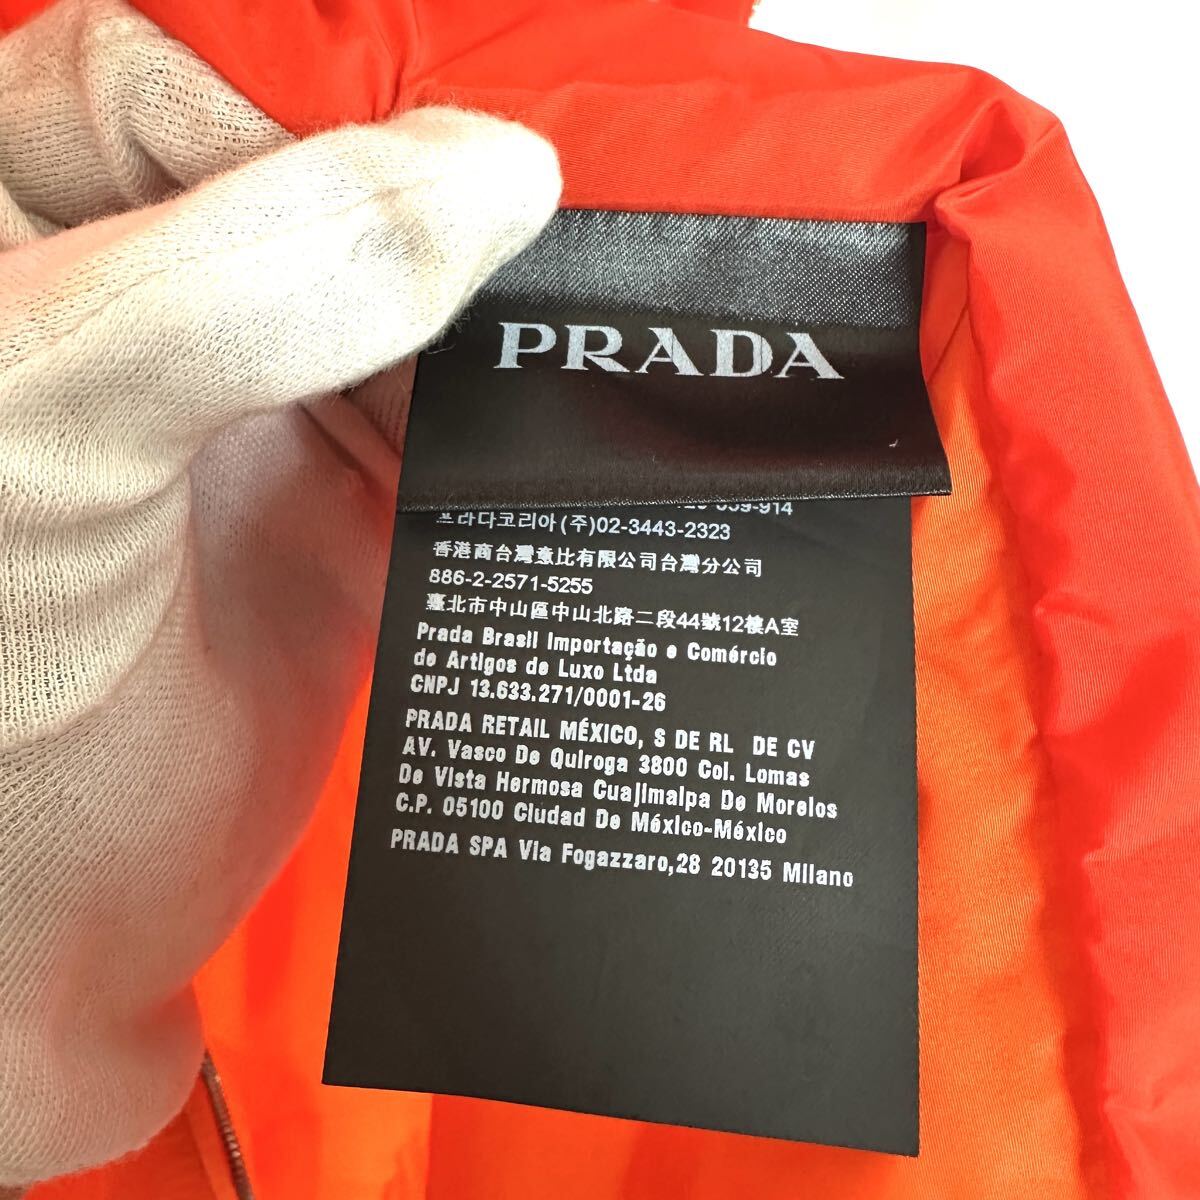 PRADA
프라다코리아(주)02-3443-2323
香港商台灣意比有限公司台灣分公司
886-2-2571-5255
臺北市中山區中山北路二段44號12樓A室
Prada Brasil Importação e Comércio
de Artigos de Luxo Ltda
CNPJ 13.633.271/0001-26
PRADA RETAIL MÉXICO, S DE RL DE CV
AV. Vasco De Quiroga 3800 Col. Lomas
De Vista Hermosa Cuajimalpa De Morelos
C.P. 05100 Ciudad De México-México
PRADA SPA Via Fogazzaro,28 20135 Milano